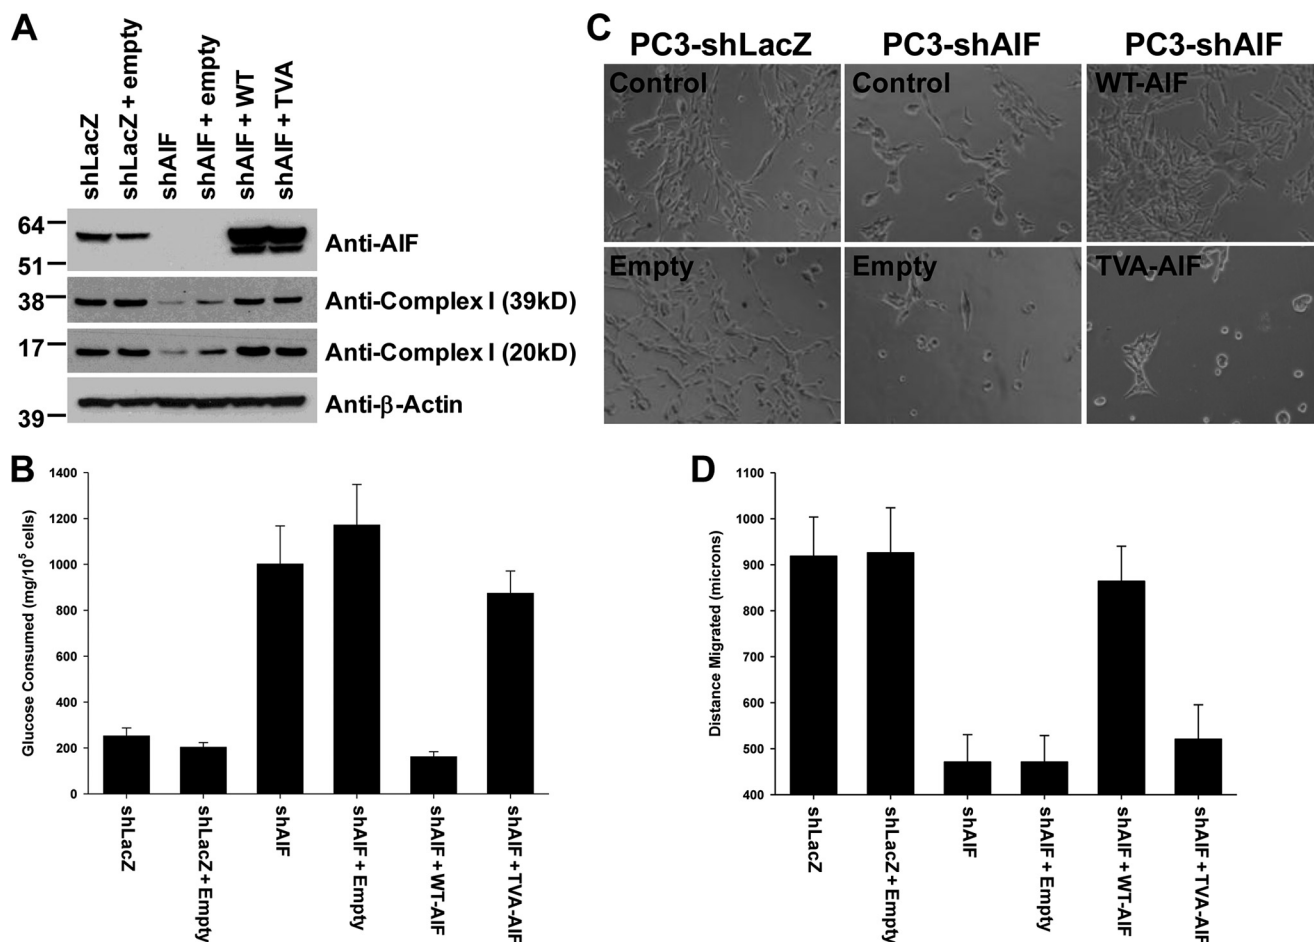 A
shLacZ
shLacZ + empty
shAIF
shAIF + empty
shAIF + WT
shAIF + TVA
64
51
Anti-AIF
38
Anti-Complex I (39kD)
17
Anti-Complex I (20kD)
39
Anti-β-Actin
C
PC3-shLacZ
PC3-shAIF
PC3-shAIF
Control
Control
WT-AIF
Empty
Empty
TVA-AIF
B
Glucose Consumed (mg/10⁵ cells)
1400
1200
1000
800
600
400
200
0
shLacZ
shLacZ + Empty
shAIF
shAIF + Empty
shAIF + WT-AIF
shAIF + TVA-AIF
D
Distance Migrated (microns)
1100
1000
900
800
700
600
500
400
shLacZ
shLacZ + Empty
shAIF
shAIF + Empty
shAIF + WT-AIF
shAIF + TVA-AIF